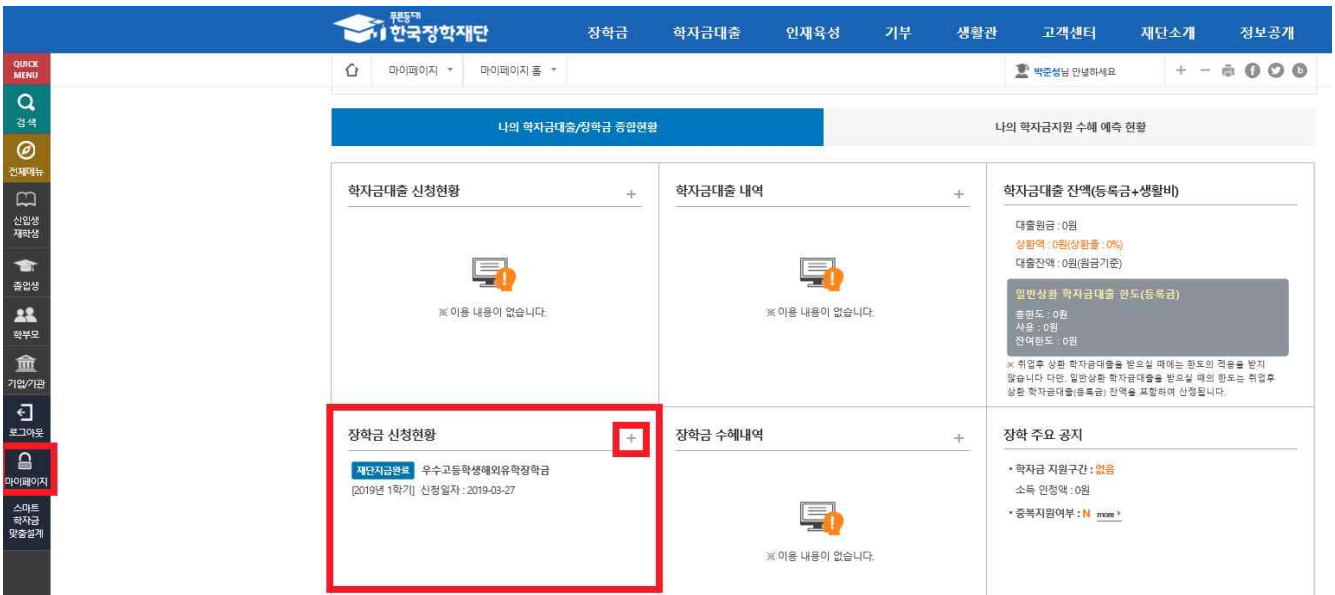 푸른등대
한국장학재단
장학금 학자금대출 인재육성 기부 생활관 고객센터 재단소개 정보공개
QUICK
MENU
검색
전체메뉴
신입생
재학생
졸업생
학부모
기업/기관
로그아웃
마이페이지
스마트
학자금
맞춤설계
마이페이지 마이페이지 홈
박준성님 안녕하세요
나의 학자금대출/장학금 종합현황
나의 학자금지원 수혜 예측 현황
학자금대출 신청현황 +
※ 이용 내용이 없습니다.
학자금대출 내역 +
※ 이용 내용이 없습니다.
학자금대출 잔액(등록금+생활비)
대출원금 : 0원
상환액 : 0원(상환율 : 0%)
대출잔액 : 0원(원금기준)
일반상환 학자금대출 한도(등록금)
총한도 : 0원
사용 : 0원
잔여한도 : 0원
※ 취업후 상환 학자금대출을 받으실 때에는 한도의 적용을 받지
않습니다 다만, 일반상환 학자금대출을 받으실 때의 한도는 취업후
상환 학자금대출(등록금) 잔액을 포함하여 산정됩니다.
장학금 신청현황 +
재단지급완료 우수고등학생해외유학장학금
[2019년 1학기] 신청일자 : 2019-03-27
장학금 수혜내역 +
※ 이용 내용이 없습니다.
장학 주요 공지
• 학자금 지원구간 : 없음
소득 인정액 : 0원
• 중복지원여부 : N more